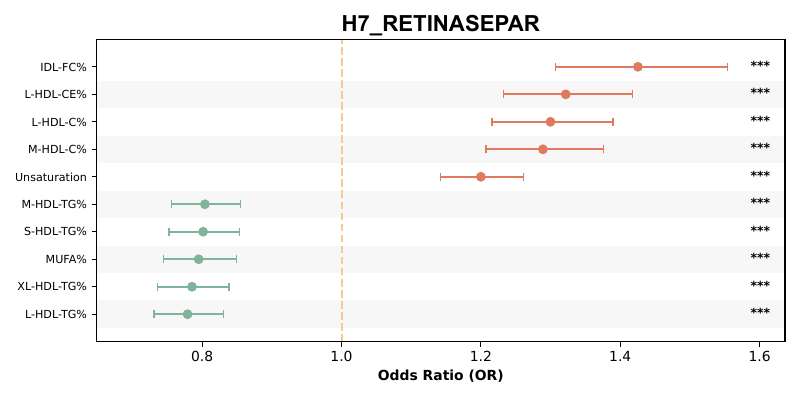 H7_RETINASEPAR
IDL-FC% ***
L-HDL-CE% ***
L-HDL-C% ***
M-HDL-C% ***
Unsaturation ***
M-HDL-TG% ***
S-HDL-TG% ***
MUFA% ***
XL-HDL-TG% ***
L-HDL-TG% ***
0.8 1.0 1.2 1.4 1.6
Odds Ratio (OR)